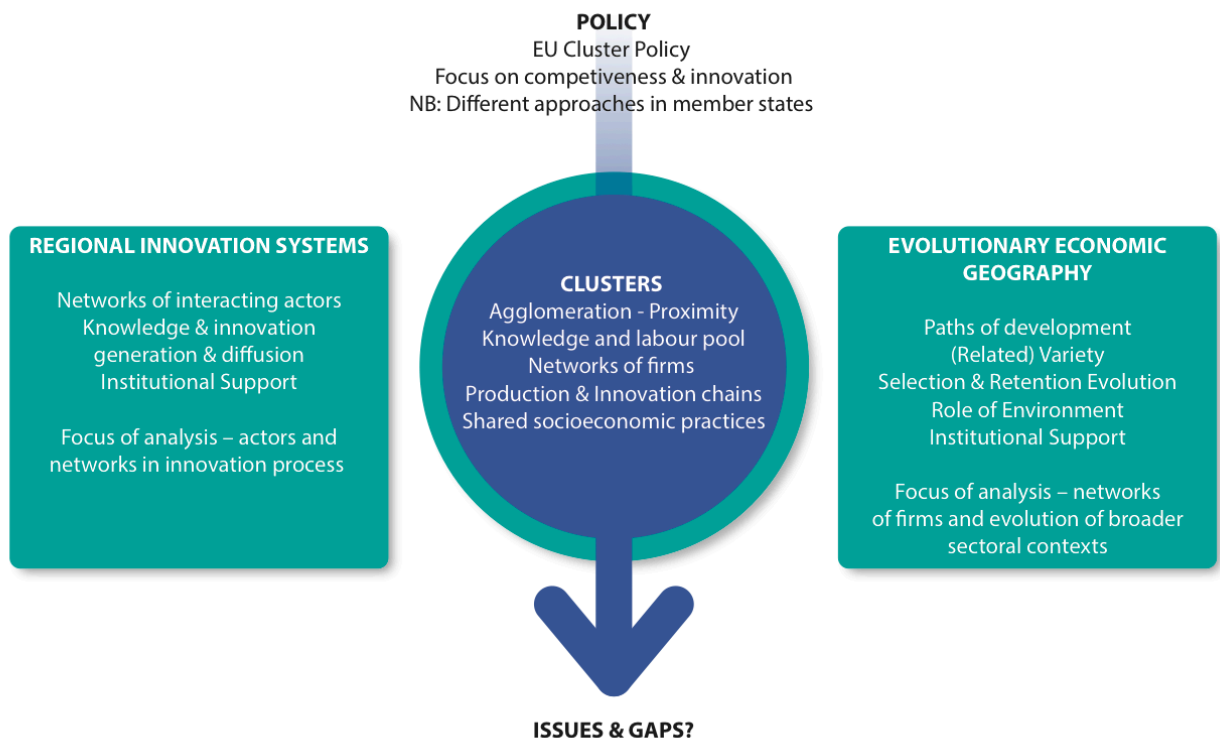 POLICY
EU Cluster Policy
Focus on competiveness & innovation
NB: Different approaches in member states
REGIONAL INNOVATION SYSTEMS
Networks of interacting actors
Knowledge & innovation
generation & diffusion
Institutional Support
Focus of analysis – actors and
networks in innovation process
CLUSTERS
Agglomeration - Proximity
Knowledge and labour pool
Networks of firms
Production & Innovation chains
Shared socioeconomic practices
EVOLUTIONARY ECONOMIC
GEOGRAPHY
Paths of development
(Related) Variety
Selection & Retention Evolution
Role of Environment
Institutional Support
Focus of analysis – networks
of firms and evolution of broader
sectoral contexts
ISSUES & GAPS?